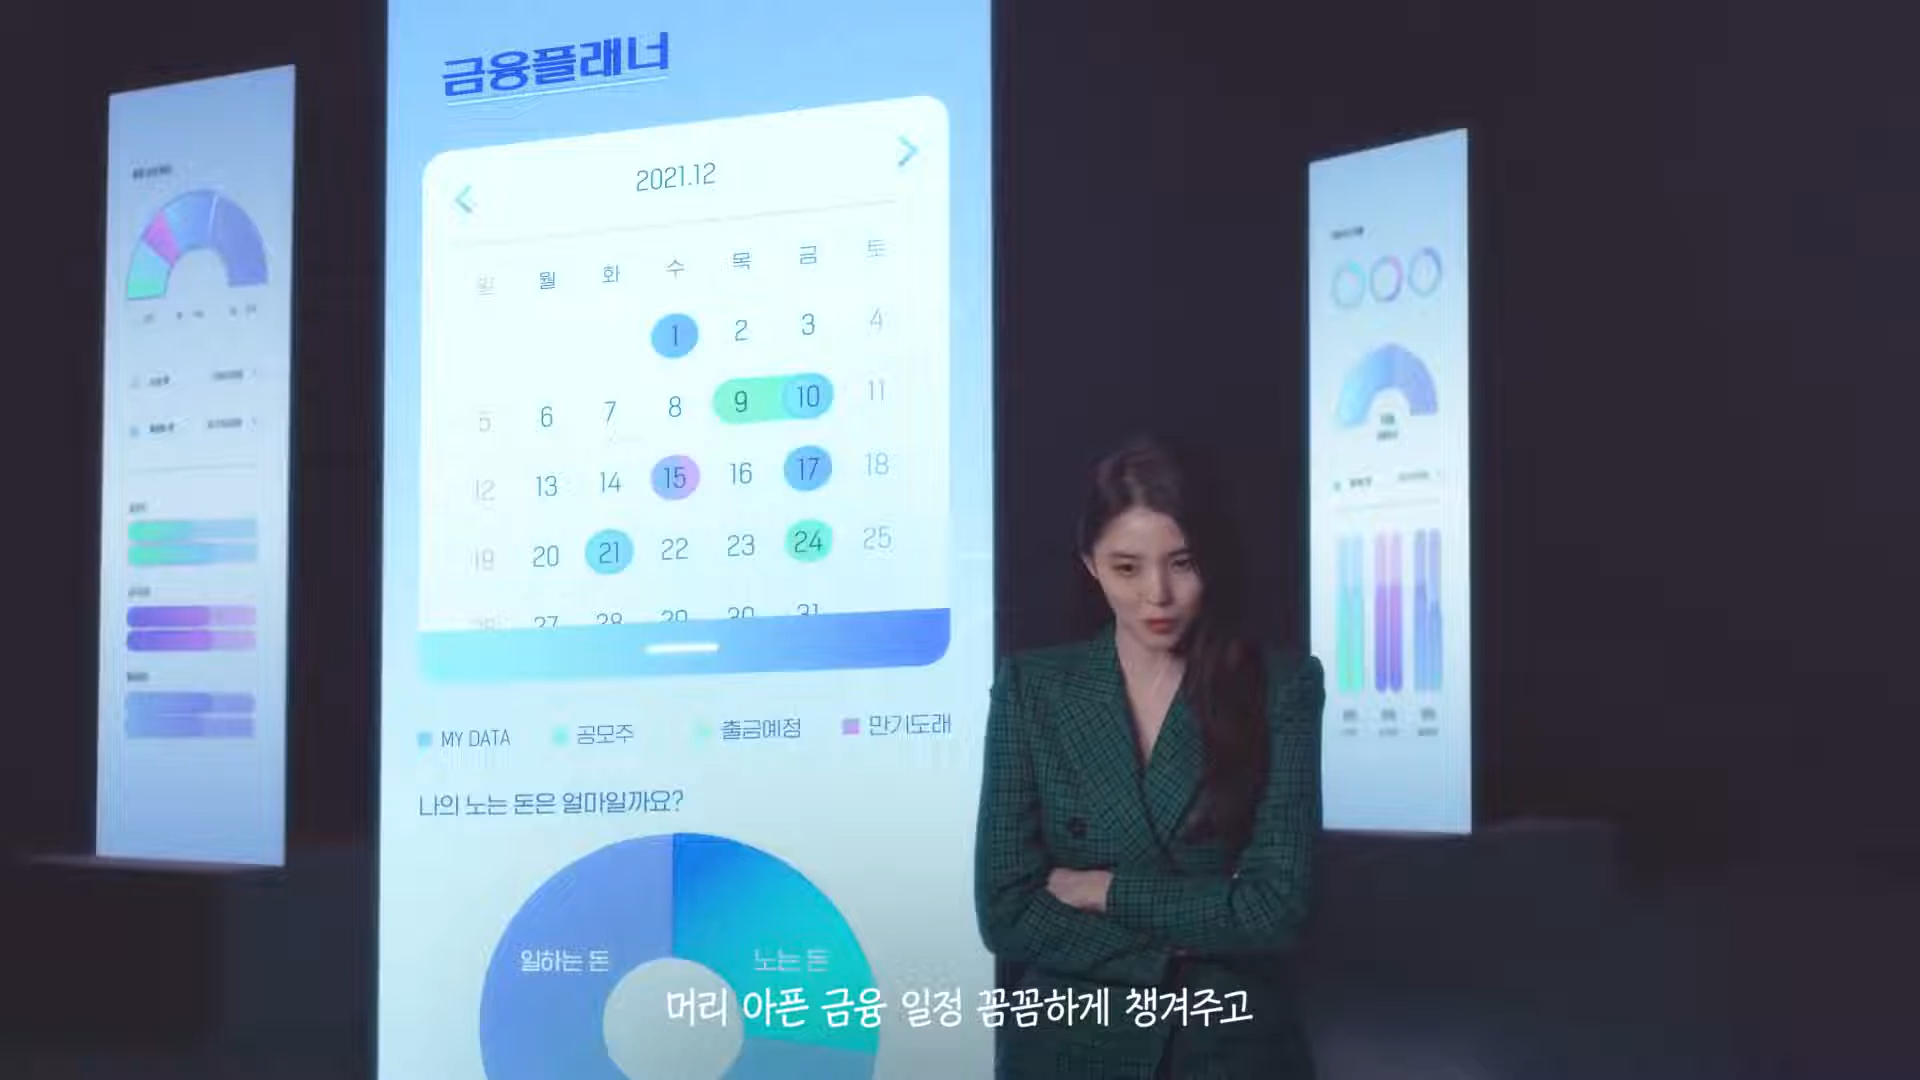 금융플래너
2021.12
일 월 화 수 목 금 토
1 2 3 4
5 6 7 8 9 10 11
12 13 14 15 16 17 18
19 20 21 22 23 24 25
26 27 28 29 30 31
MY DATA 공모주 출금예정 만기도래
나의 노는 돈은 얼마일까요?
일하는 돈 노는 돈
머리 아픈 금융 일정 꼼꼼하게 챙겨주고